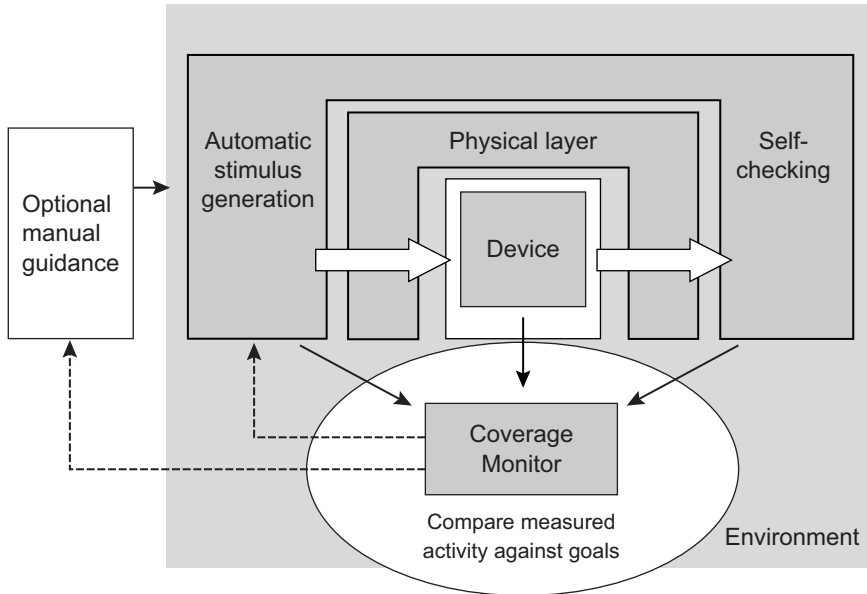 Automatic
stimulus
generation
Physical layer
Self-
checking
Optional
manual
guidance
Device
Coverage
Monitor
Compare measured
activity against goals
Environment